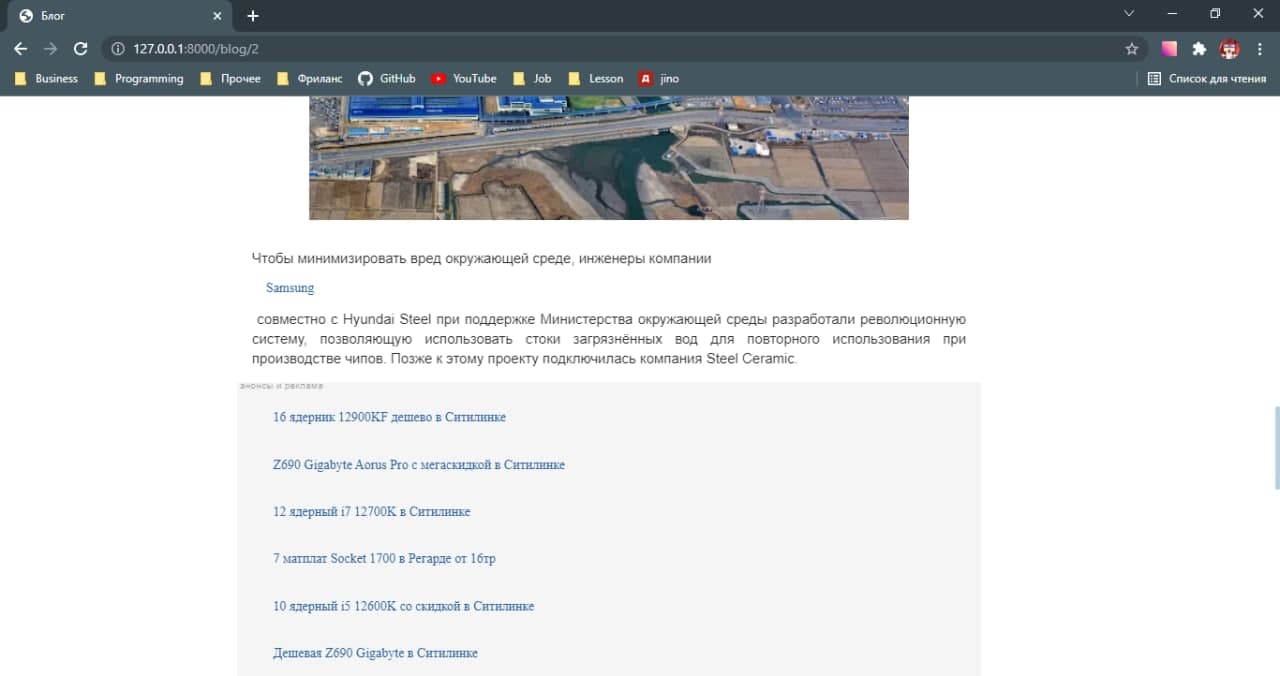 Блог
127.0.0.1:8000/blog/2
Business Programming Прочее Фриланс GitHub YouTube Job Lesson jino Список для чтения
Чтобы минимизировать вред окружающей среде, инженеры компании
Samsung
совместно с Hyundai Steel при поддержке Министерства окружающей среды разработали революционную
систему, позволяющую использовать стоки загрязнённых вод для повторного использования при
производстве чипов. Позже к этому проекту подключилась компания Steel Ceramic.
анонсы и реклама
16 ядерник 12900KF дешево в Ситилинке
Z690 Gigabyte Aorus Pro с мегаскидкой в Ситилинке
12 ядерный i7 12700K в Ситилинке
7 матплат Socket 1700 в Регарде от 16тр
10 ядерный i5 12600K со скидкой в Ситилинке
Дешевая Z690 Gigabyte в Ситилинке